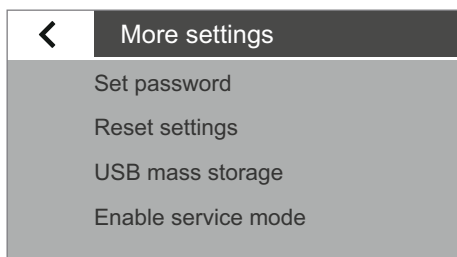 More settings
Set password
Reset settings
USB mass storage
Enable service mode